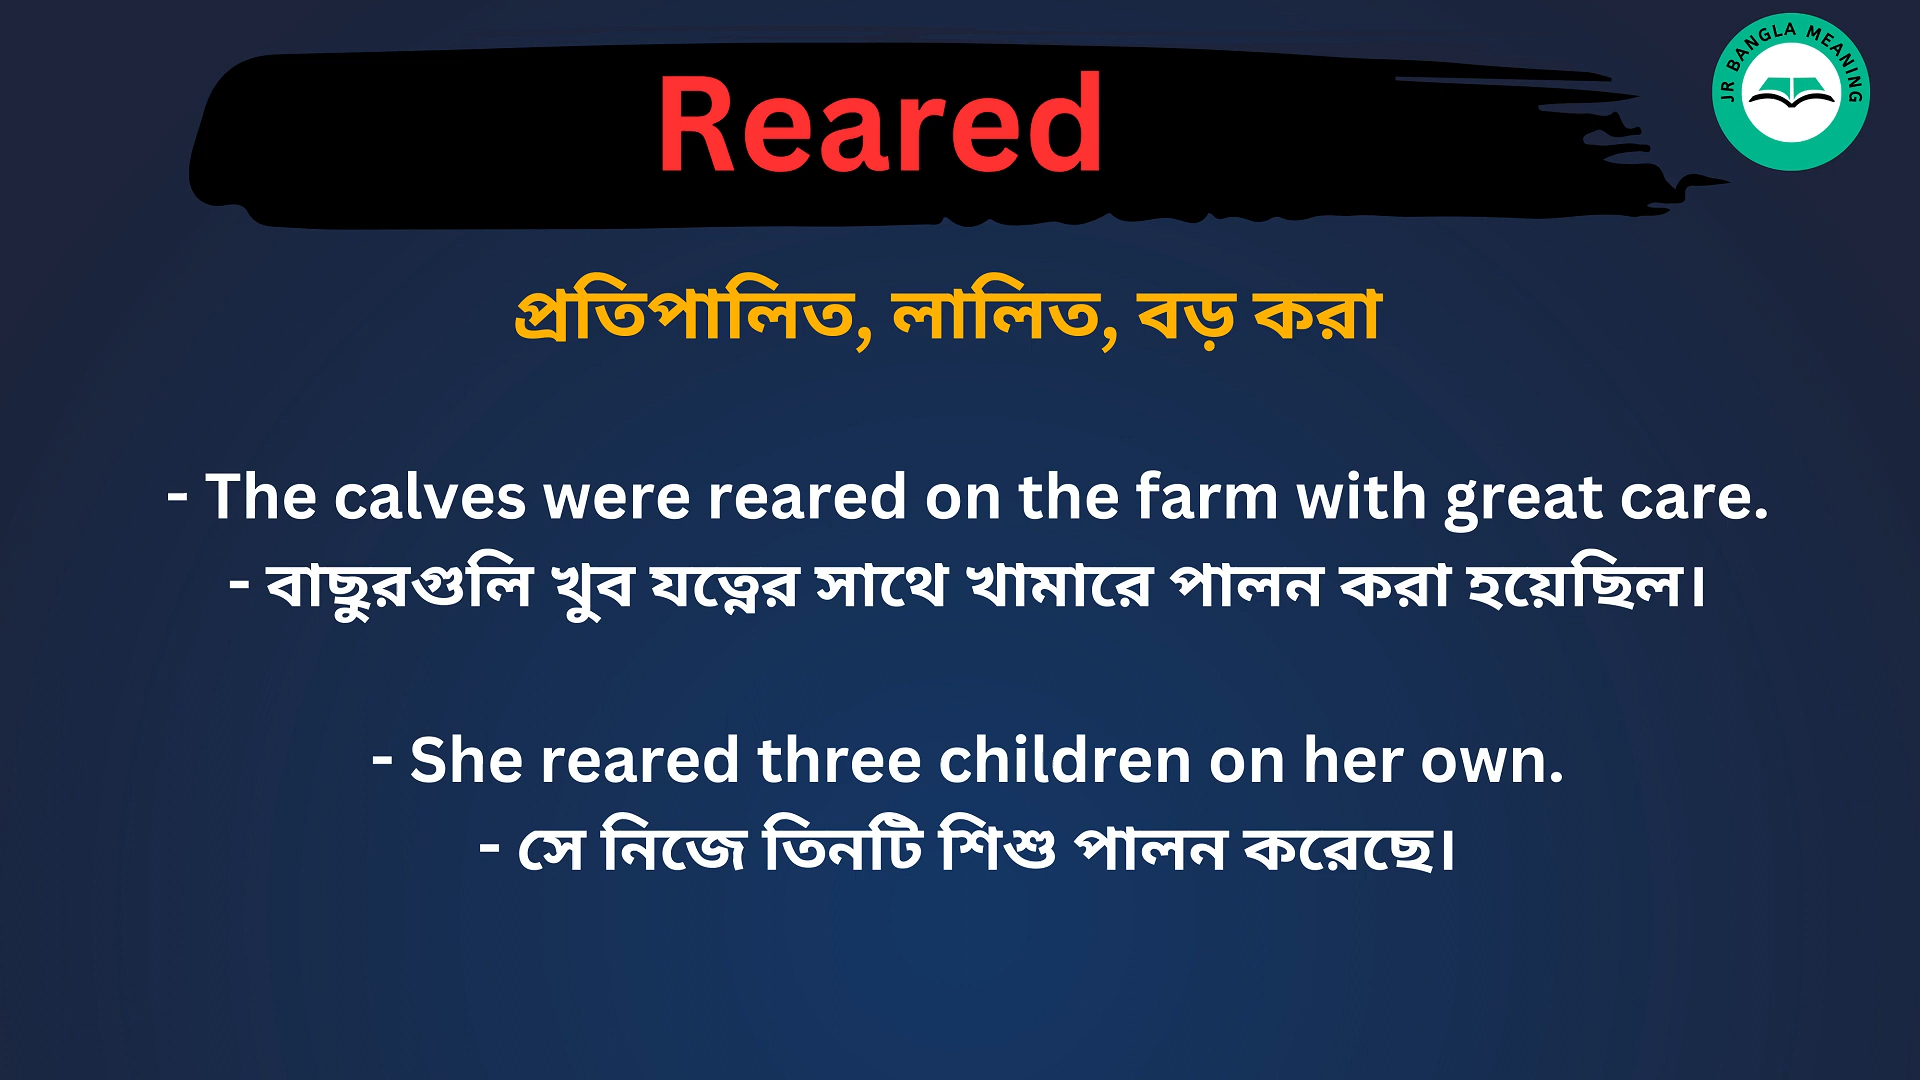 JR BANGLA MEANING
Reared
প্রতিপালিত, লালিত, বড় করা
- The calves were reared on the farm with great care.
- বাছুরগুলি খুব যত্নের সাথে খামারে পালন করা হয়েছিল।
- She reared three children on her own.
- সে নিজে তিনটি শিশু পালন করেছে।